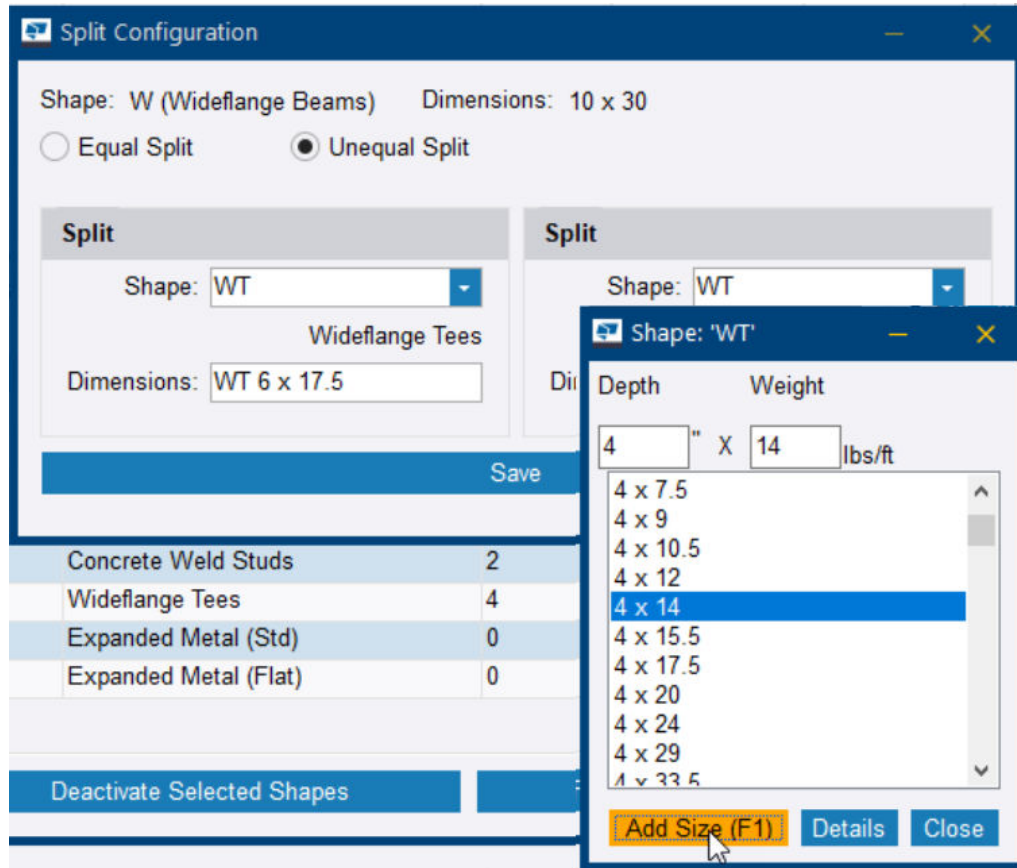 Split Configuration
Shape: W (Wideflange Beams) Dimensions: 10 x 30
Equal Split Unequal Split
Split Split
Shape: WT Shape: WT
Wideflange Tees
Dimensions: WT 6 x 17.5
Save
Shape: 'WT'
Depth Weight
4 " X 14 lbs/ft
4 x 7.5
4 x 9
4 x 10.5
4 x 12
4 x 14
4 x 15.5
4 x 17.5
4 x 20
4 x 24
4 x 29
4 x 33.5
Add Size (F1) Details Close
Concrete Weld Studs 2
Wideflange Tees 4
Expanded Metal (Std) 0
Expanded Metal (Flat) 0
Deactivate Selected Shapes